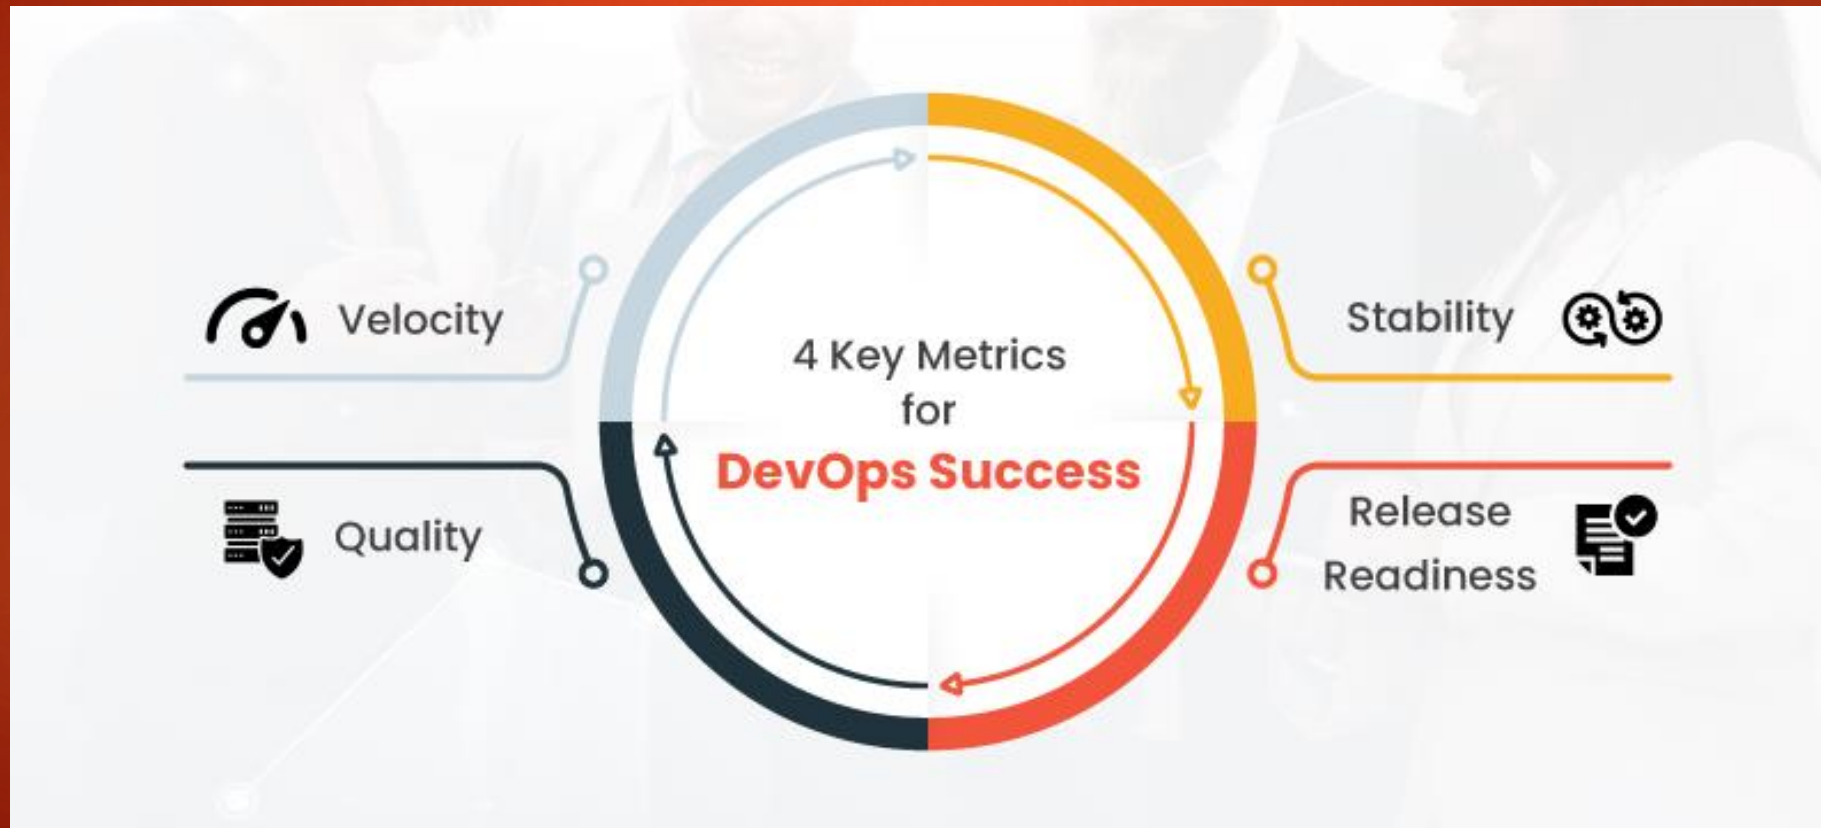 4 Key Metrics
for
DevOps Success
Velocity
Stability
Quality
Release
Readiness